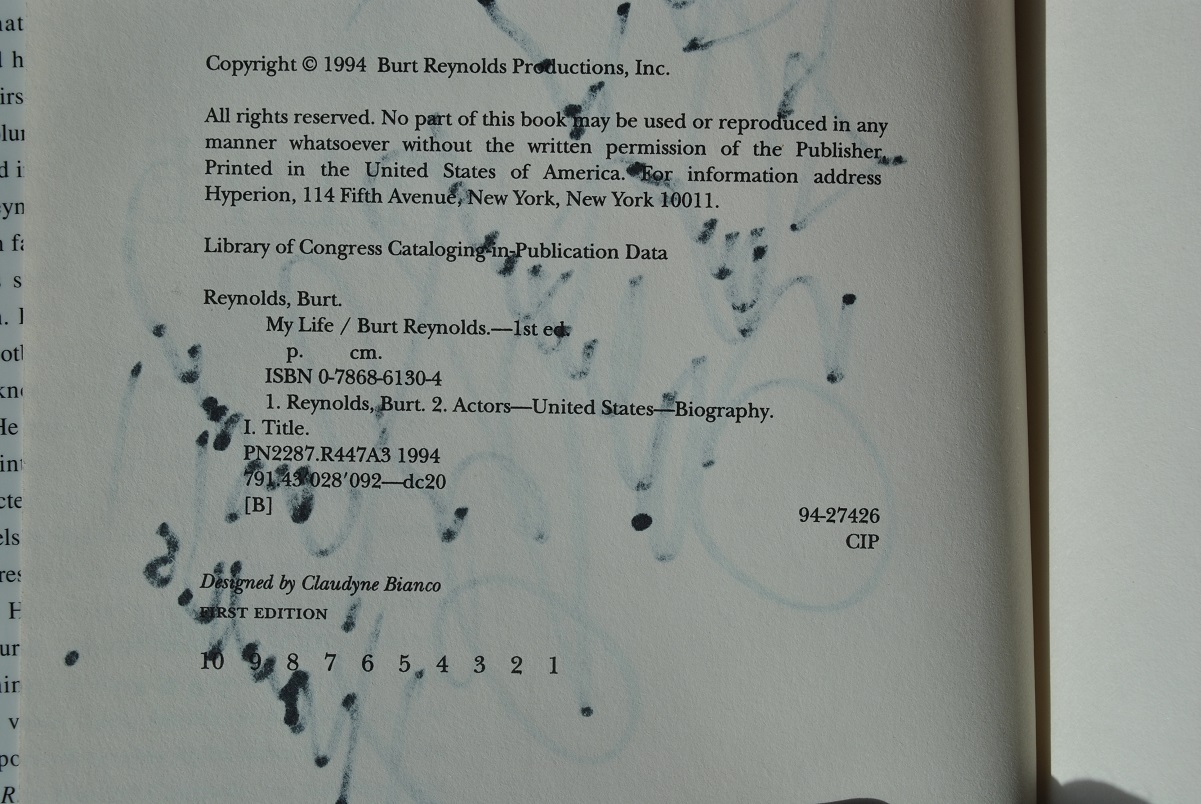 Copyright © 1994 Burt Reynolds Productions, Inc.
All rights reserved. No part of this book may be used or reproduced in any
manner whatsoever without the written permission of the Publisher.
Printed in the United States of America. For information address
Hyperion, 114 Fifth Avenue, New York, New York 10011.
Library of Congress Cataloging-in-Publication Data
Reynolds, Burt.
My Life / Burt Reynolds.—1st ed.
p. cm.
ISBN 0-7868-6130-4
1. Reynolds, Burt. 2. Actors—United States—Biography.
I. Title.
PN2287.R447A3 1994
791.43′028′092—dc20
[B]
94-27426
CIP
Designed by Claudyne Bianco
FIRST EDITION
10 9 8 7 6 5 4 3 2 1